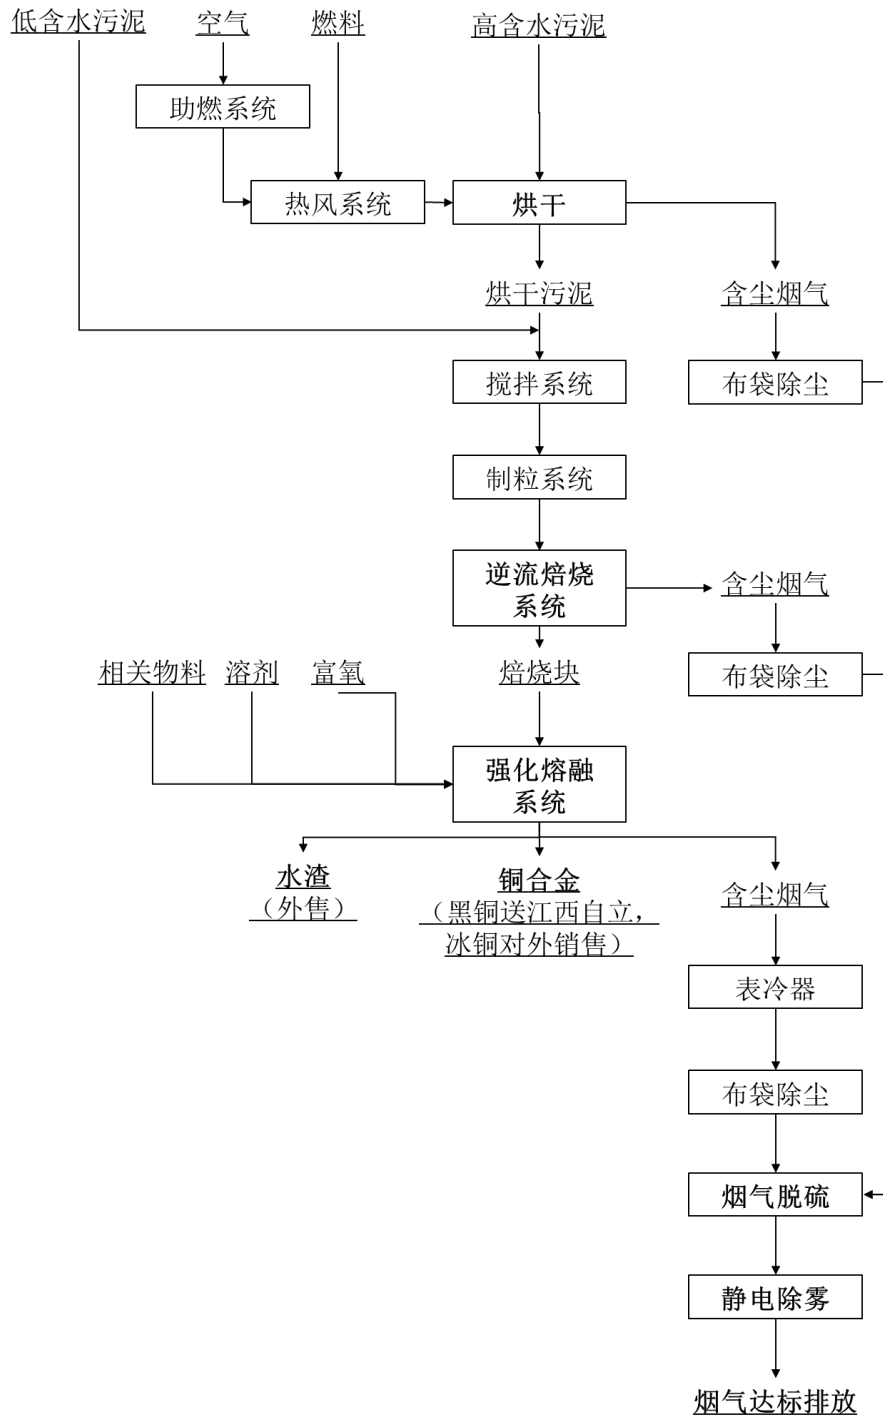 低含水污泥
空气
燃料
高含水污泥
助燃系统
热风系统
烘干
烘干污泥
含尘烟气
搅拌系统
布袋除尘
制粒系统
逆流焙烧
系统
含尘烟气
相关物料
溶剂
富氧
焙烧块
布袋除尘
强化熔融
系统
水渣
（外售）
铜合金
（黑铜送江西自立，
冰铜对外销售）
含尘烟气
表冷器
布袋除尘
烟气脱硫
静电除雾
烟气达标排放